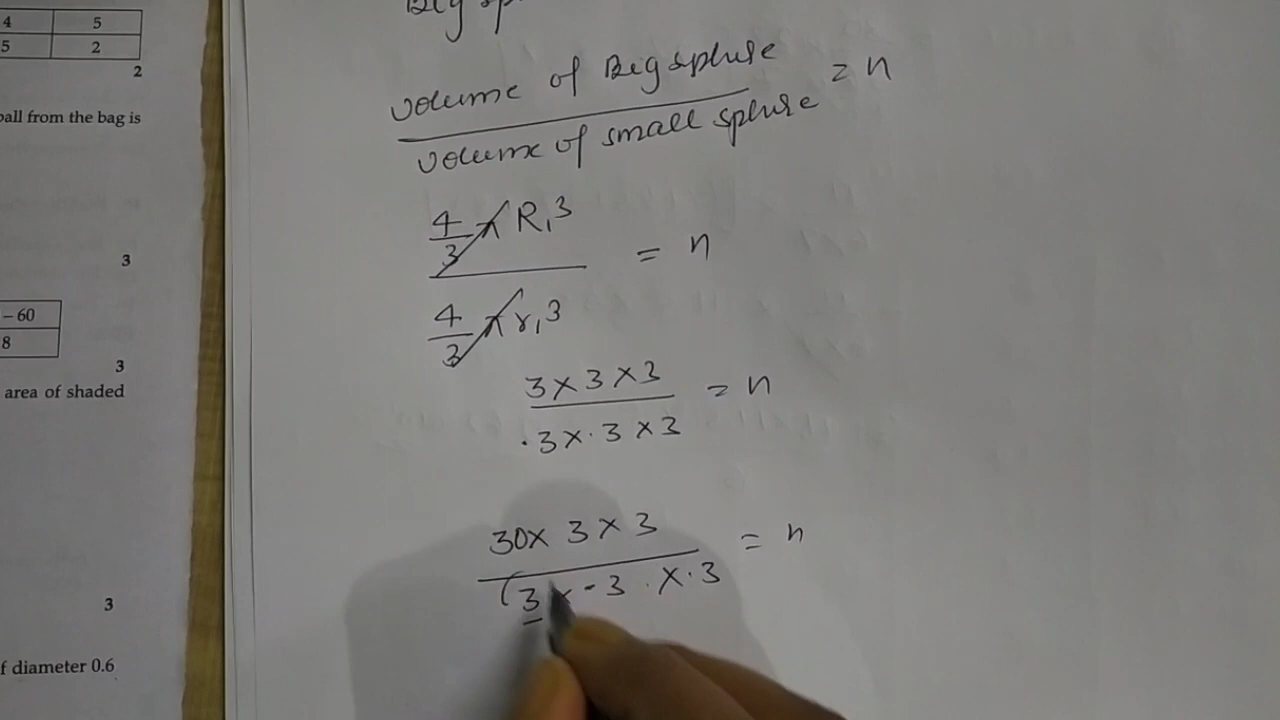 4 5
5 2
2
ball from the bag is
3
– 60
8
3
area of shaded
3
f diameter 0.6
Big sp
Volume of Big sphere = n
Volume of small sphere
4/3 π R₁³ = n
4/3 π r₁³
3 × 3 × 3 = n
.3 × .3 × 3
30 × 3 × 3 = n
(3 × .3 . × .3